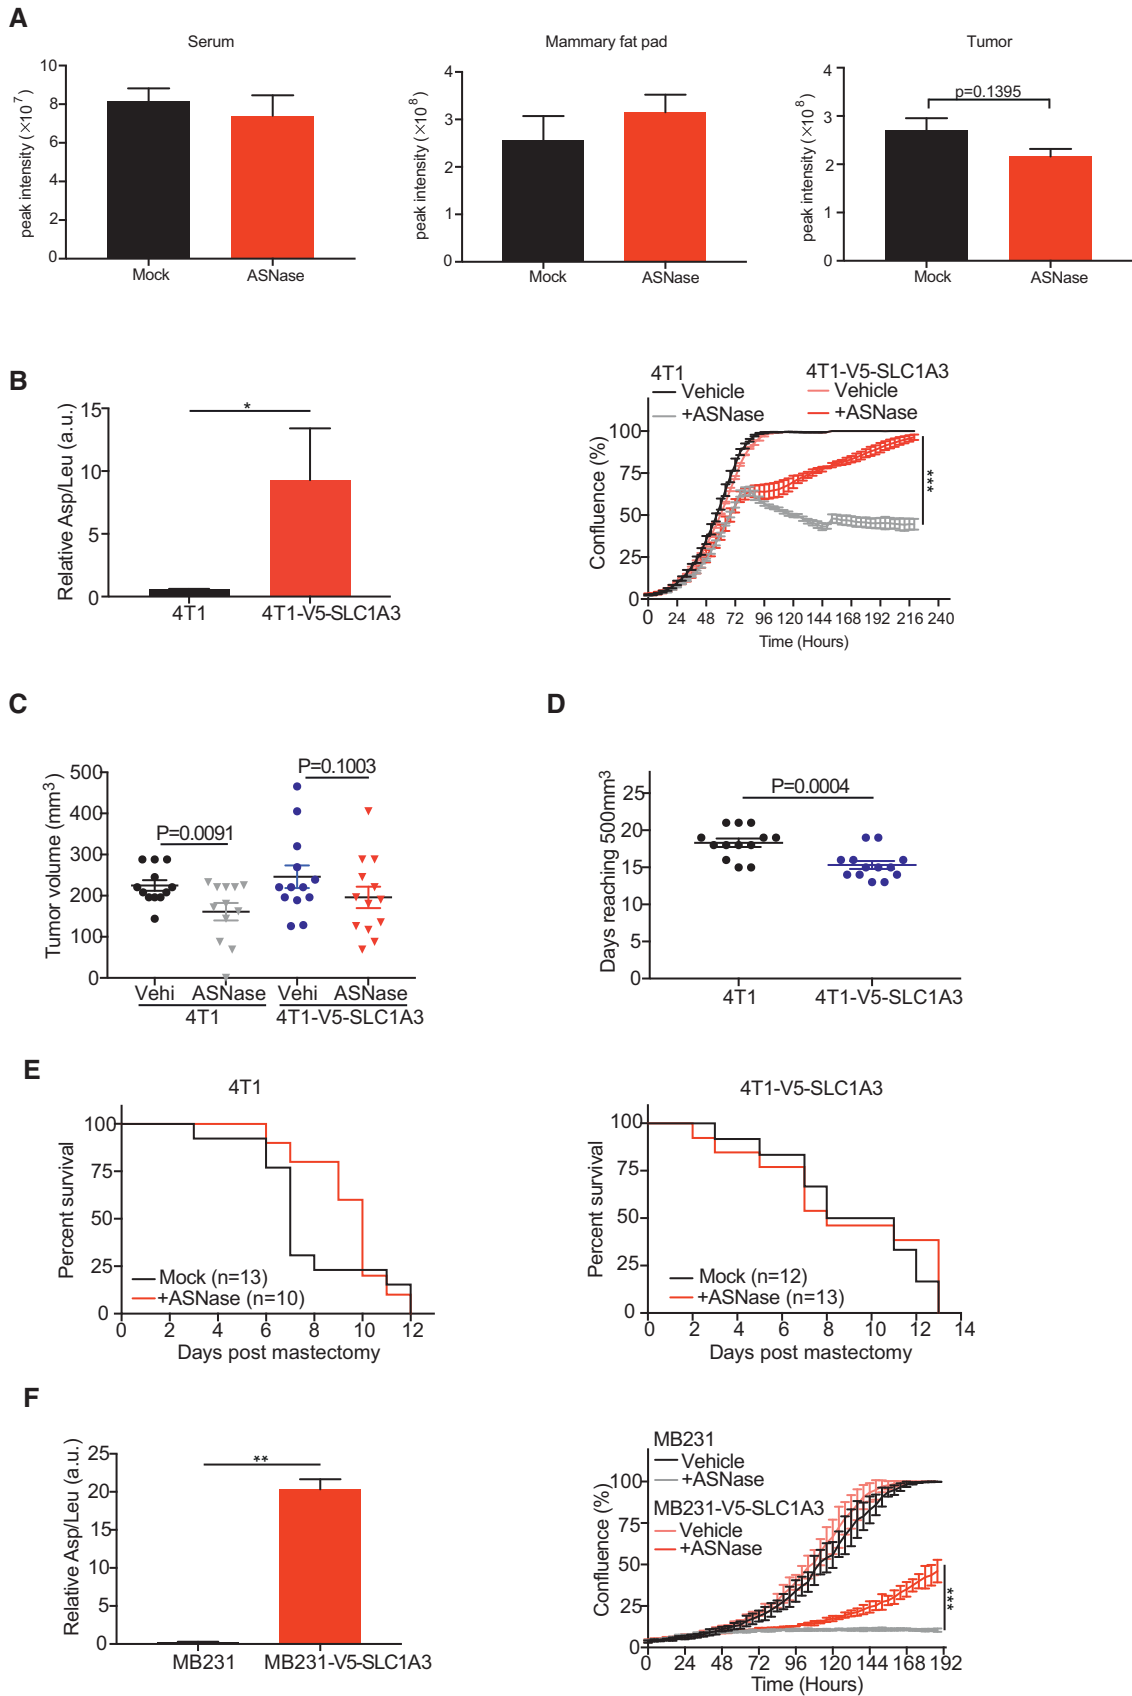 A
Serum
Mammary fat pad
Tumor
peak intensity (×10⁷)
10
8
6
4
2
0
Mock
ASNase
peak intensity (×10⁸)
4
3
2
1
0
Mock
ASNase
peak intensity (×10⁸)
4
3
2
1
0
p=0.1395
Mock
ASNase
B
Relative Asp/Leu (a.u.)
15
10
5
0
*
4T1
4T1-V5-SLC1A3
4T1
Vehicle
+ASNase
4T1-V5-SLC1A3
Vehicle
+ASNase
Confluence (%)
100
75
50
25
0
***
0 24 48 72 96 120 144 168 192 216 240
Time (Hours)
C
Tumor volume (mm³)
500
400
300
200
100
0
P=0.0091
P=0.1003
Vehi ASNase Vehi ASNase
4T1 4T1-V5-SLC1A3
D
Days reaching 500mm³
25
20
15
10
5
0
P=0.0004
4T1 4T1-V5-SLC1A3
E
4T1
Percent survival
100
75
50
25
0
Mock (n=13)
+ASNase (n=10)
0 2 4 6 8 10 12
Days post mastectomy
4T1-V5-SLC1A3
Percent survival
100
75
50
25
0
Mock (n=12)
+ASNase (n=13)
0 2 4 6 8 10 12 14
Days post mastectomy
F
Relative Asp/Leu (a.u.)
25
20
15
10
5
0
**
MB231 MB231-V5-SLC1A3
MB231
Vehicle
+ASNase
MB231-V5-SLC1A3
Vehicle
+ASNase
Confluence (%)
100
75
50
25
0
***
0 24 48 72 96 120 144 168 192
Time (Hours)